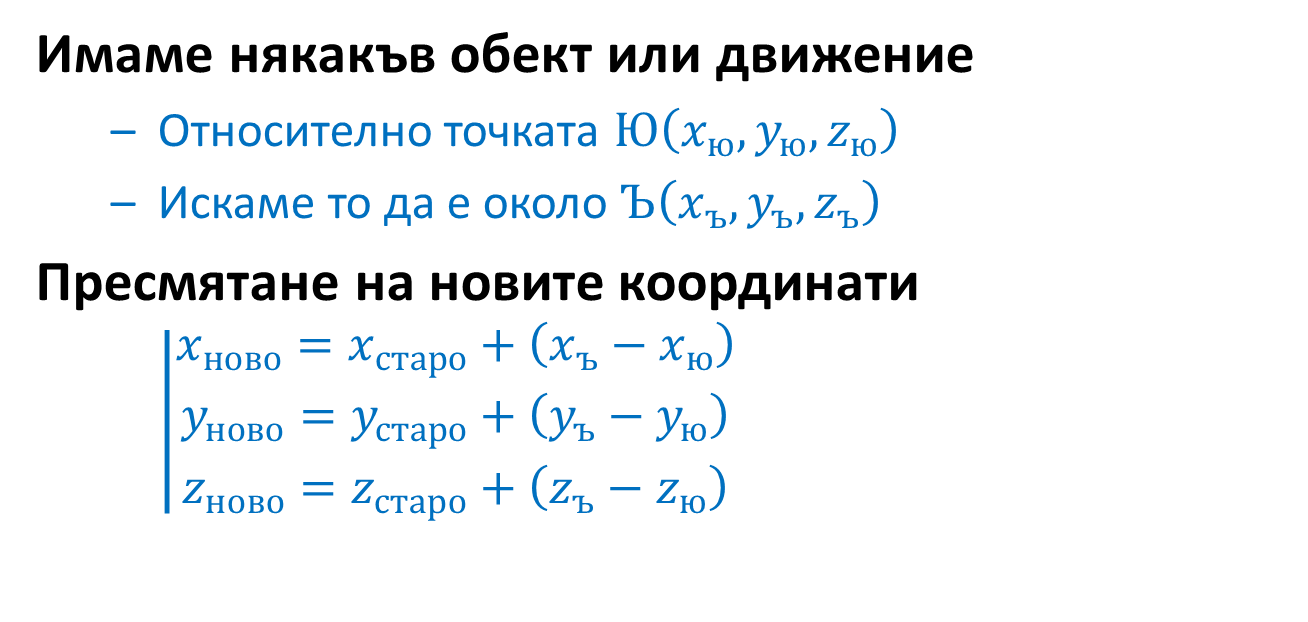 Имаме някакъв обект или движение
– Относително точката Ю(xю, yю, zю)
– Искаме то да е около Ъ(xъ, yъ, zъ)
Пресмятане на новите координати
xново = xстаро + (xъ − xю)
yново = yстаро + (yъ − yю)
zново = zстаро + (zъ − zю)